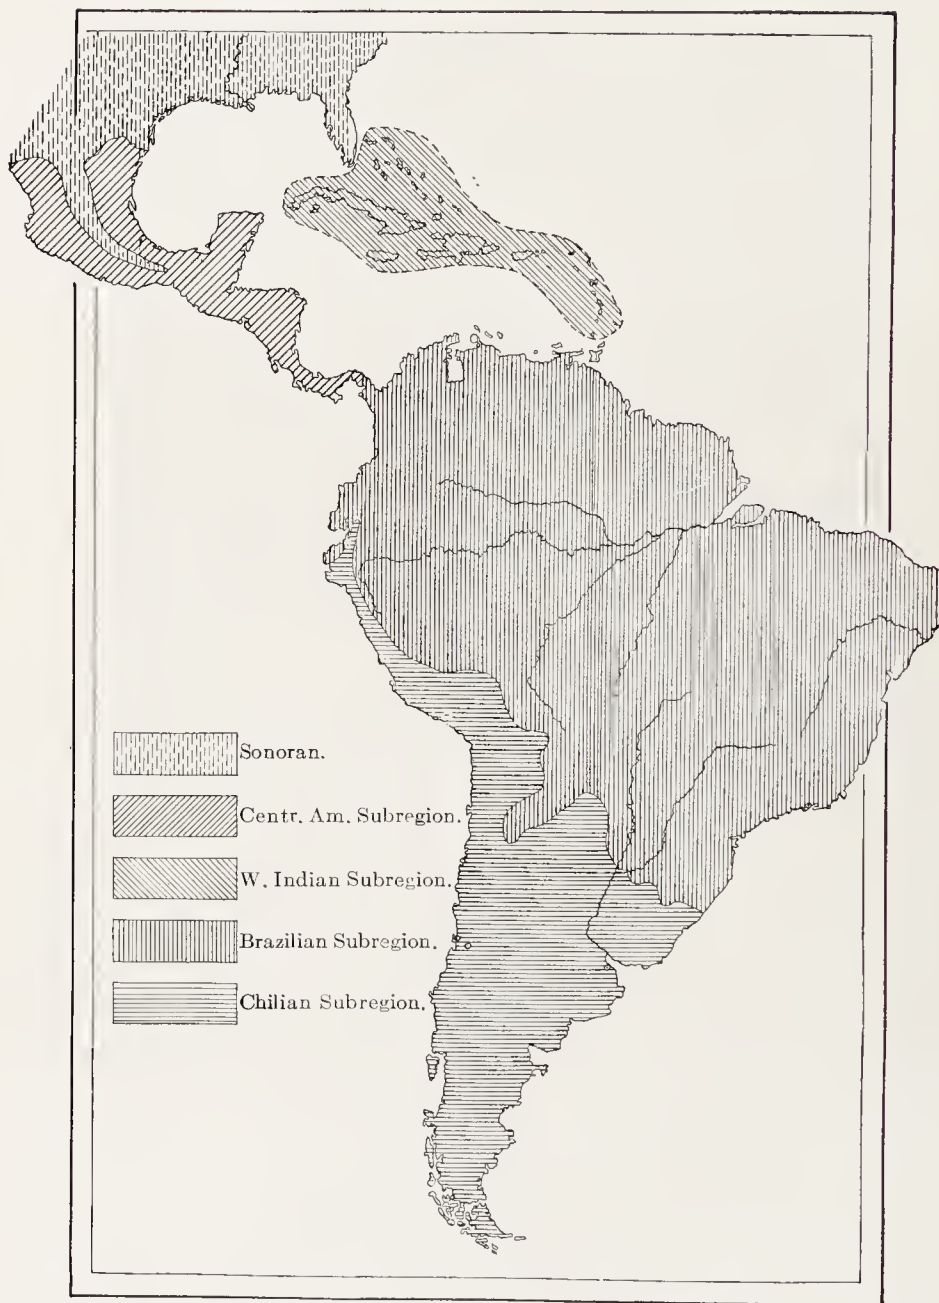 Sonoran.
Centr. Am. Subregion.
W. Indian Subregion.
Brazilian Subregion.
Chilian Subregion.